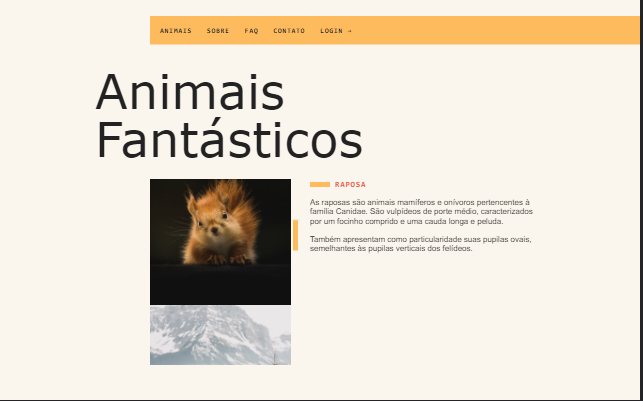 ANIMAIS SOBRE FAQ CONTATO LOGIN →
Animais
Fantásticos
RAPOSA
As raposas são animais mamíferos e onívoros pertencentes à
família Canidae. São vulpídeos de porte médio, caracterizados
por um focinho comprido e uma cauda longa e peluda.
Também apresentam como particularidade suas pupilas ovais,
semelhantes às pupilas verticais dos felídeos.